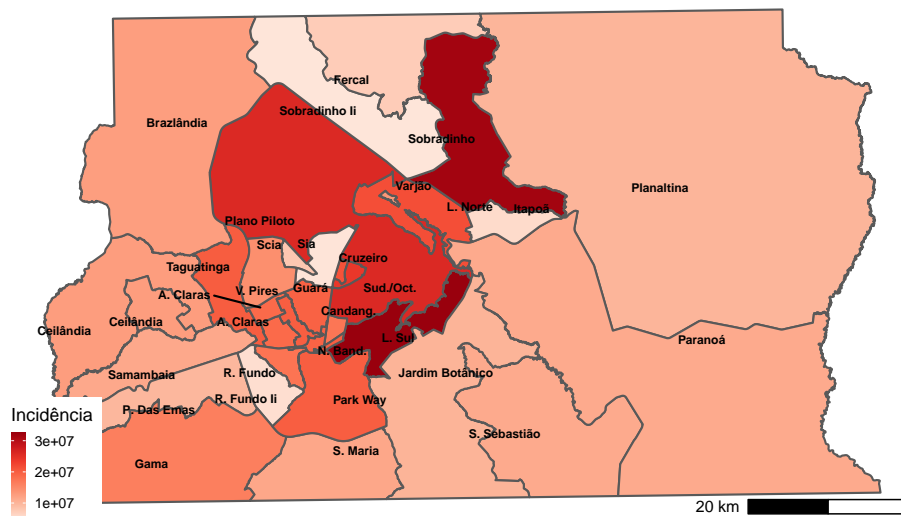 Fercal
Sobradinho Ii
Brazlândia
Sobradinho
Varjão
Planaltina
L. Norte
Itapoã
Plano Piloto
Scia
Sia
Cruzeiro
Taguatinga
V. Pires
Guará
Sud./Oct.
A. Claras
Candang.
Ceilândia
Ceilândia
A. Claras
L. Sul
Paranoá
N. Band.
Samambaia
R. Fundo
Jardim Botânico
P. Das Emas
R. Fundo Ii
Park Way
S. Sebastião
Gama
S. Maria
Incidência
3e+07
2e+07
1e+07
20 km